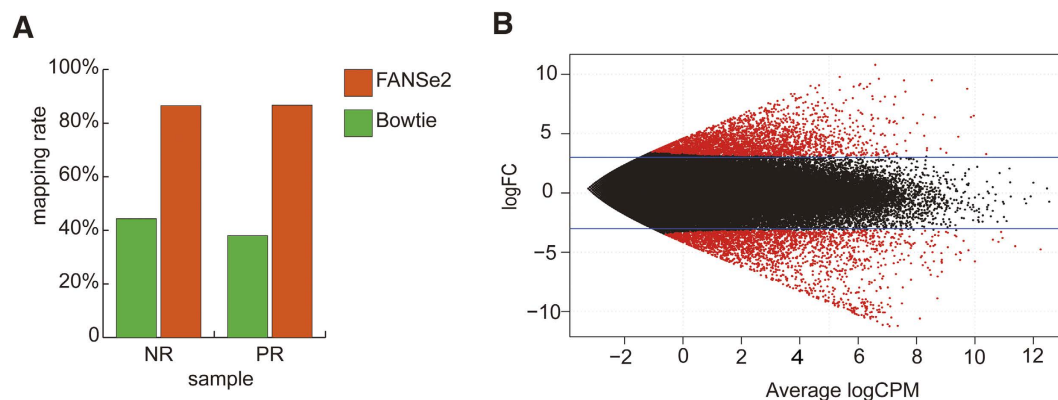 A
100%
80%
60%
40%
20%
0
mapping rate
NR
PR
sample
FANSe2
Bowtie
B
10
5
0
−5
−10
logFC
−2
0
2
4
6
8
10
12
Average logCPM